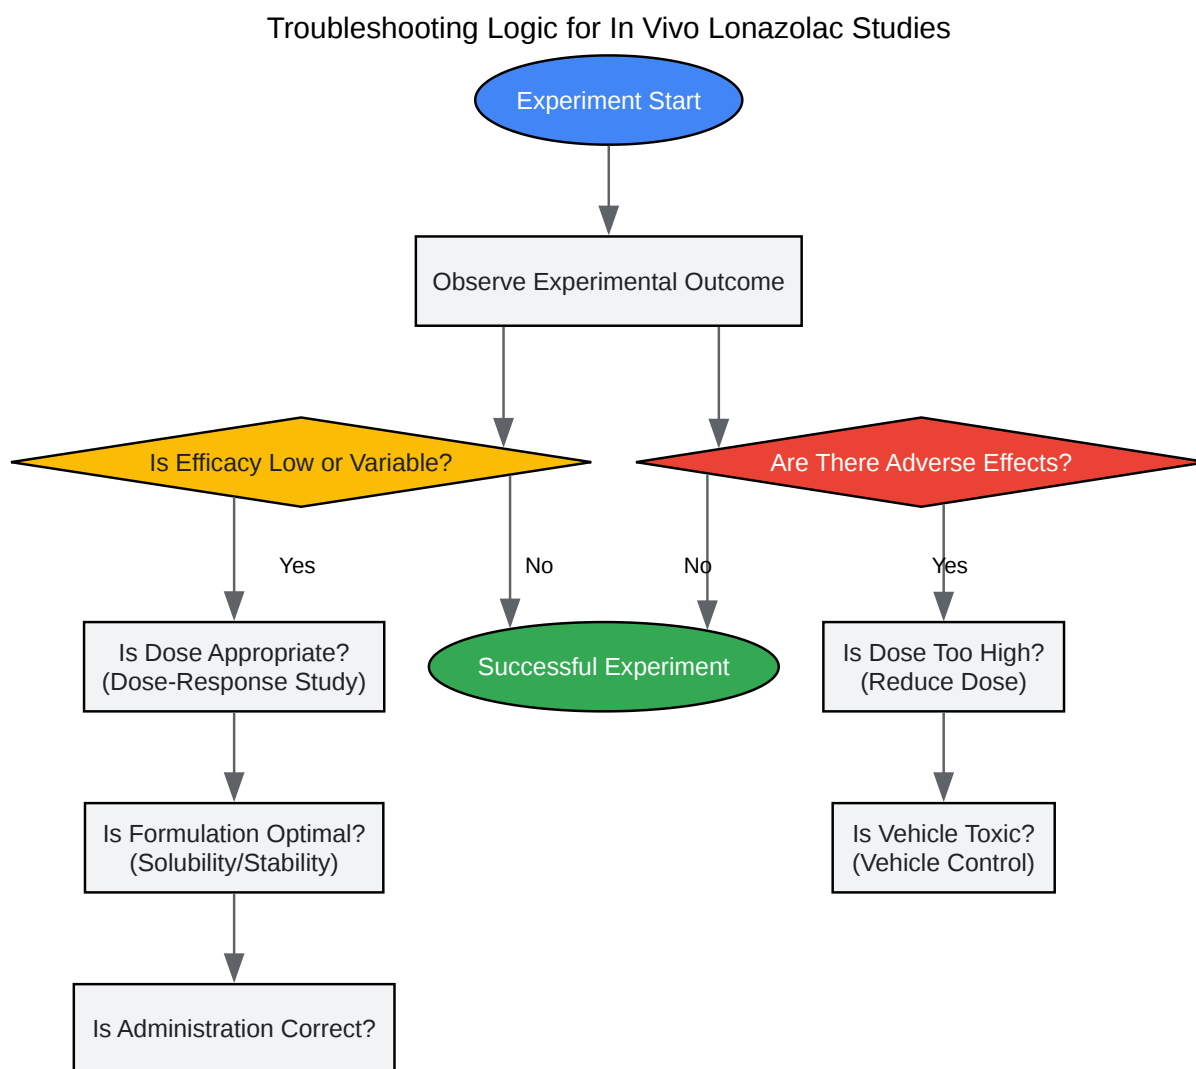 Troubleshooting Logic for In Vivo Lonazolac Studies
Experiment Start
Observe Experimental Outcome
Is Efficacy Low or Variable?
Are There Adverse Effects?
Yes
No
No
Yes
Is Dose Appropriate?
(Dose-Response Study)
Successful Experiment
Is Dose Too High?
(Reduce Dose)
Is Formulation Optimal?
(Solubility/Stability)
Is Vehicle Toxic?
(Vehicle Control)
Is Administration Correct?